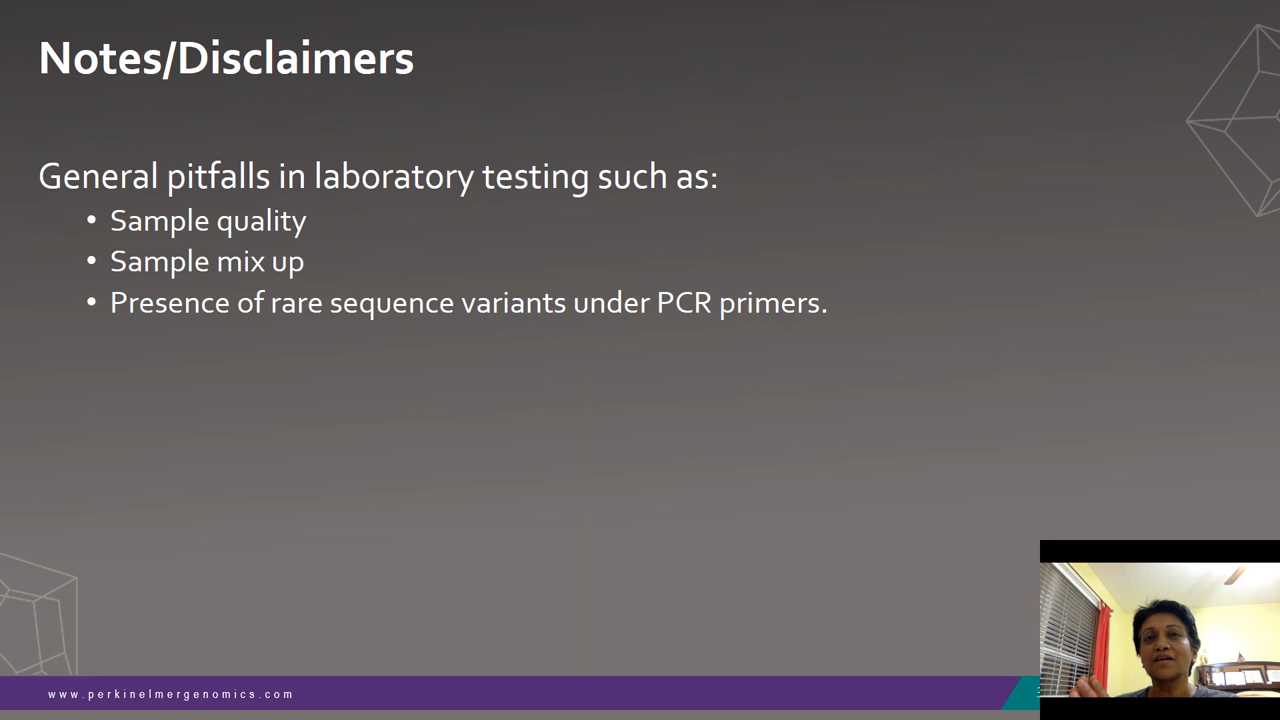 Notes/Disclaimers
General pitfalls in laboratory testing such as:
• Sample quality
• Sample mix up
• Presence of rare sequence variants under PCR primers.
www.perkinelmergenomics.com